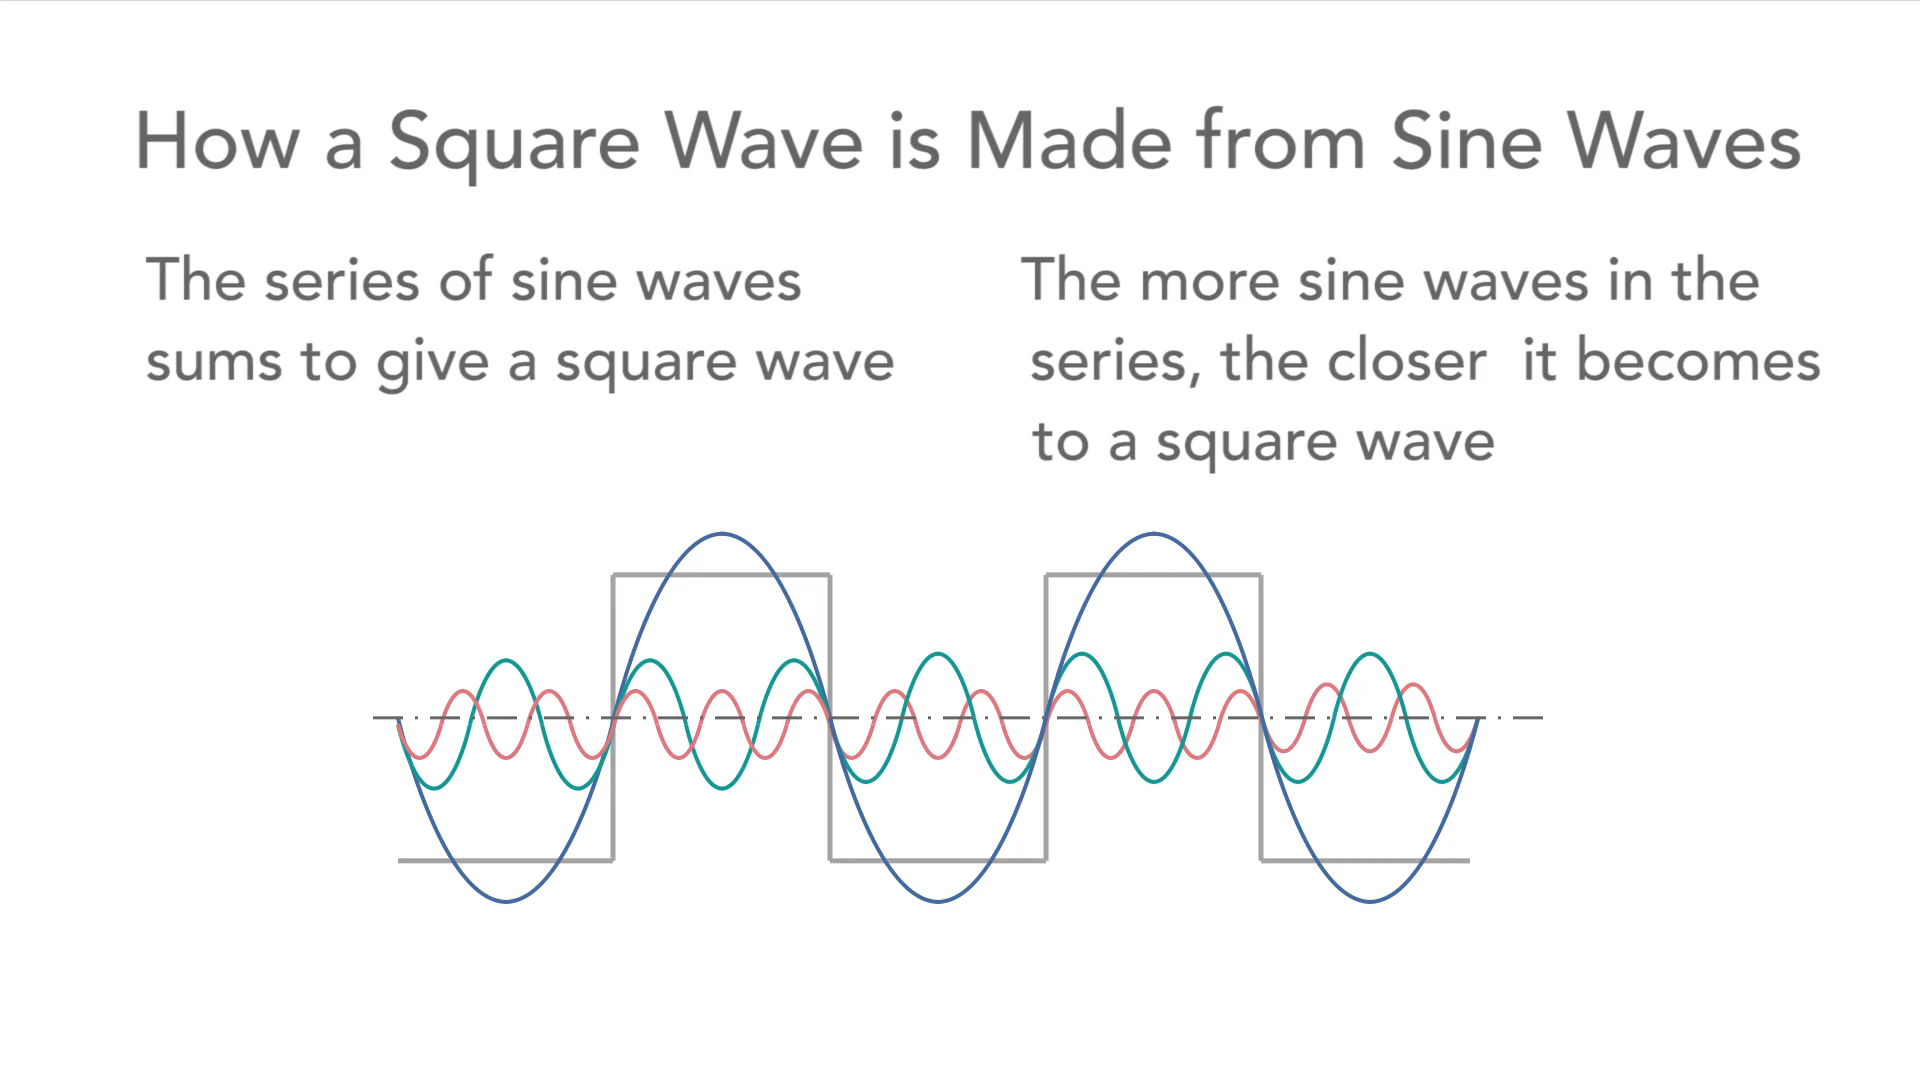 How a Square Wave is Made from Sine Waves
The series of sine waves
sums to give a square wave
The more sine waves in the
series, the closer  it becomes
to a square wave